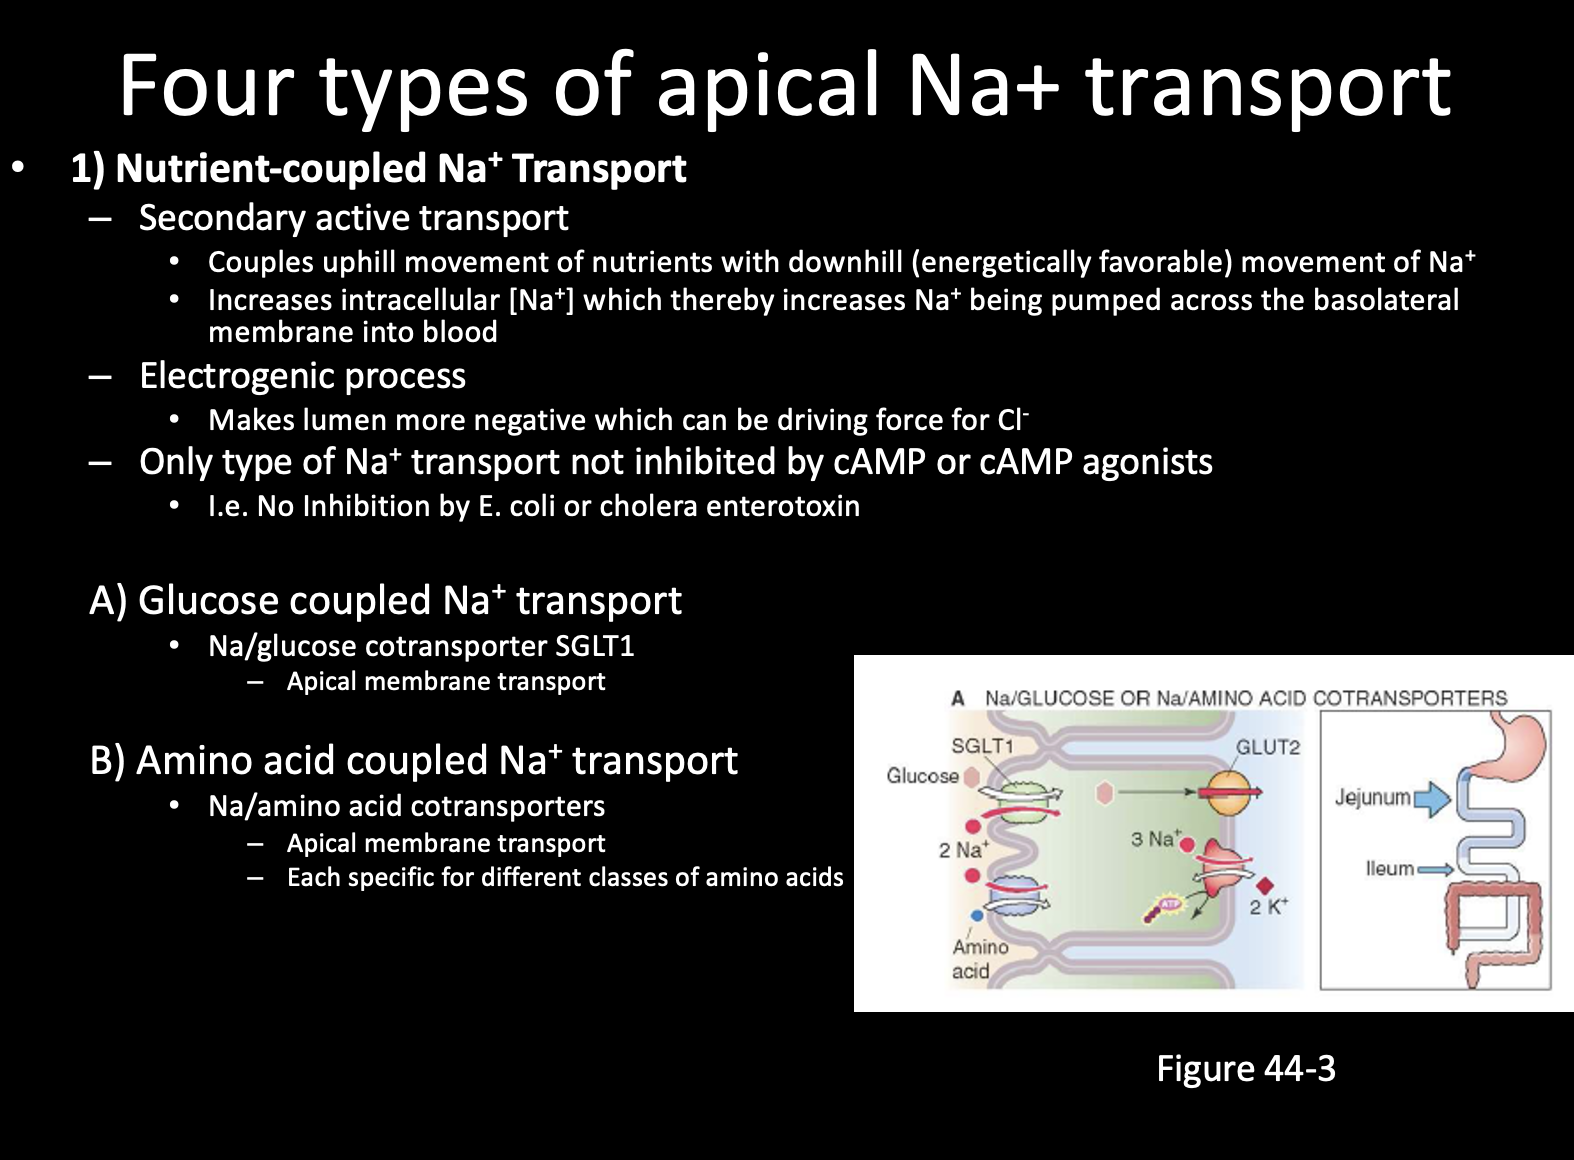 Four types of apical Na+ transport
• 1) Nutrient-coupled Na⁺ Transport
– Secondary active transport
• Couples uphill movement of nutrients with downhill (energetically favorable) movement of Na⁺
• Increases intracellular [Na⁺] which thereby increases Na⁺ being pumped across the basolateral
membrane into blood
– Electrogenic process
• Makes lumen more negative which can be driving force for Cl⁻
– Only type of Na⁺ transport not inhibited by cAMP or cAMP agonists
• I.e. No Inhibition by E. coli or cholera enterotoxin
A) Glucose coupled Na⁺ transport
• Na/glucose cotransporter SGLT1
– Apical membrane transport
B) Amino acid coupled Na⁺ transport
• Na/amino acid cotransporters
– Apical membrane transport
– Each specific for different classes of amino acids
A Na/GLUCOSE OR Na/AMINO ACID COTRANSPORTERS
SGLT1
GLUT2
Glucose
2 Na⁺
3 Na⁺
ATP
2 K⁺
Amino
acid
Jejunum
Ileum
Figure 44-3